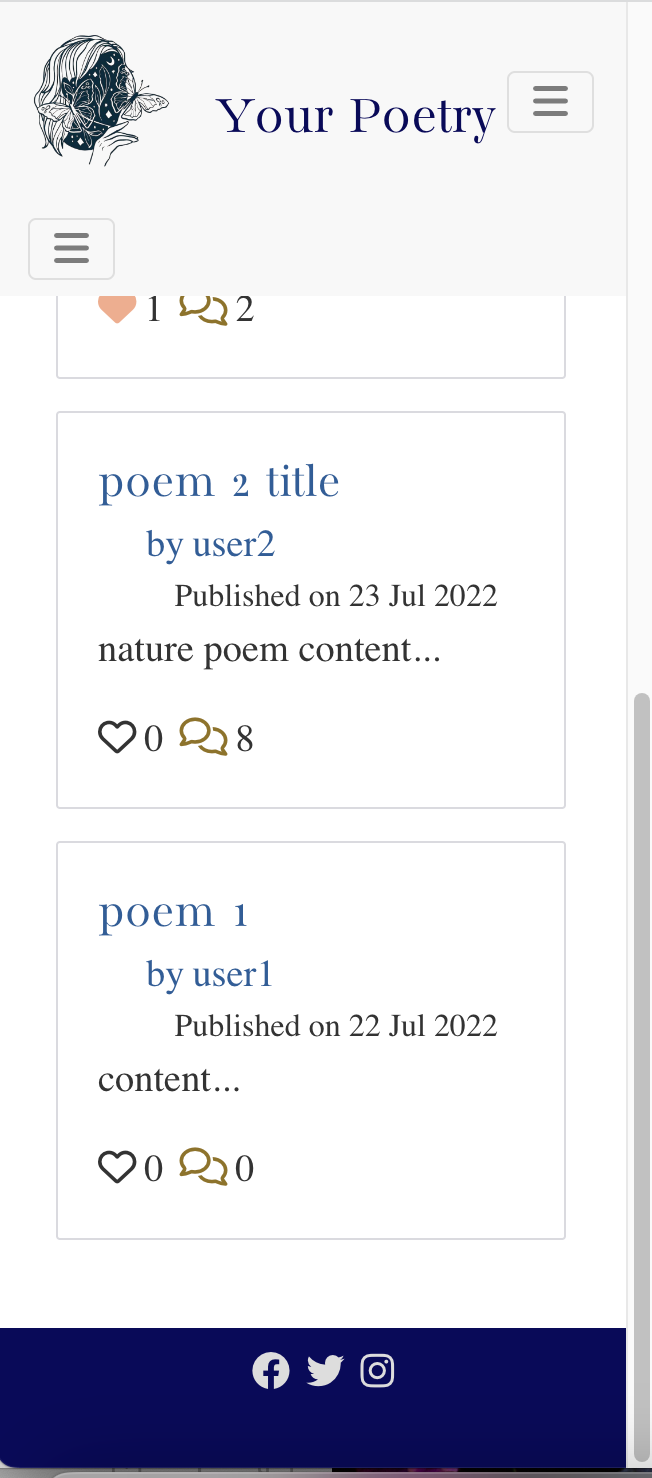 Your Poetry
1 2
poem 2 title
by user2
Published on 23 Jul 2022
nature poem content...
0 8
poem 1
by user1
Published on 22 Jul 2022
content...
0 0